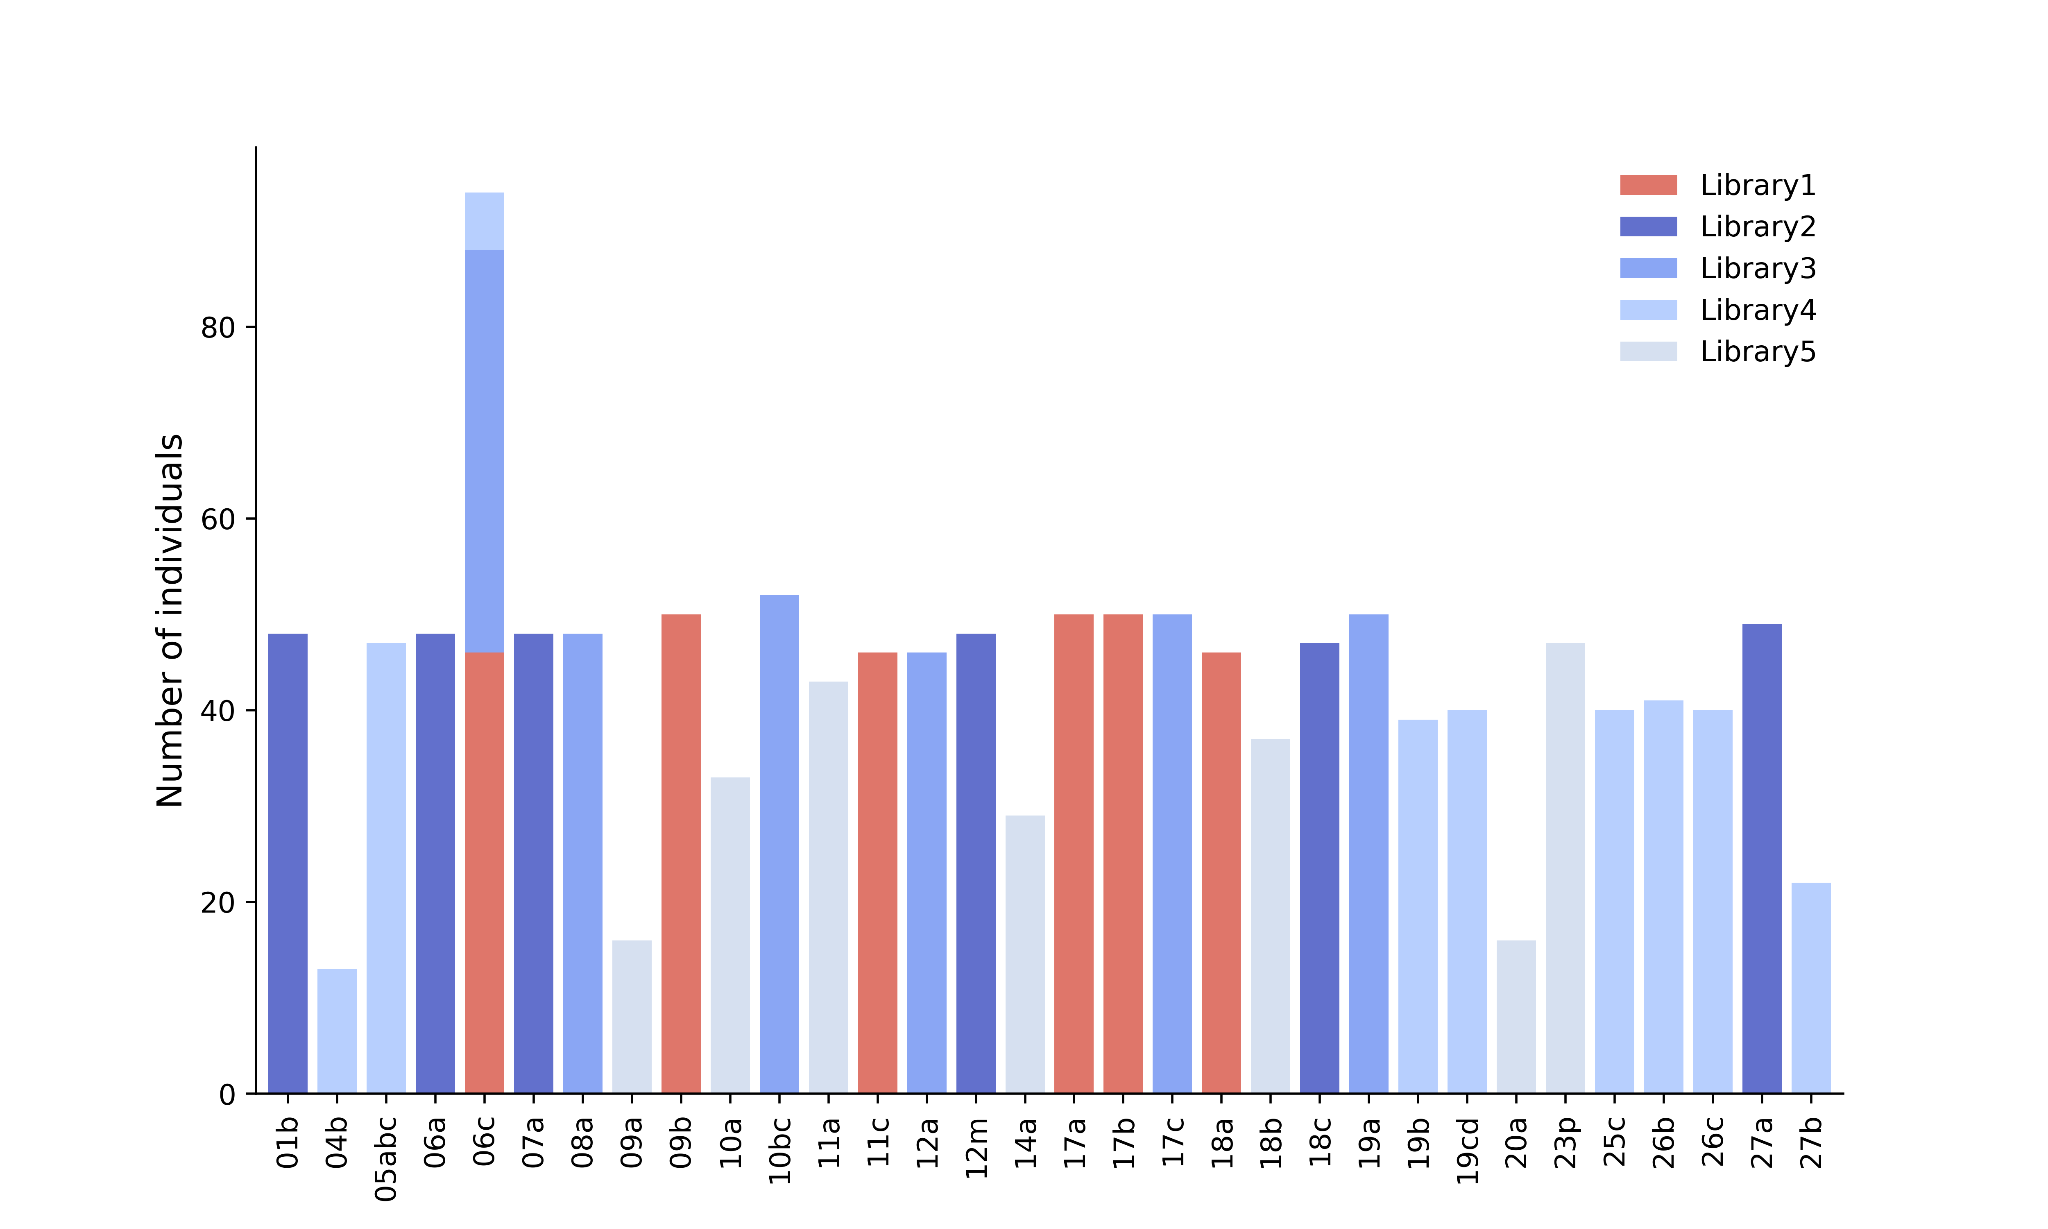 Library1
Library2
Library3
Library4
Library5
Number of individuals
80
60
40
20
0
01b
04b
05abc
06a
06c
07a
08a
09a
09b
10a
10bc
11a
11c
12a
12m
14a
17a
17b
17c
18a
18b
18c
19a
19b
19cd
20a
23p
25c
26b
26c
27a
27b